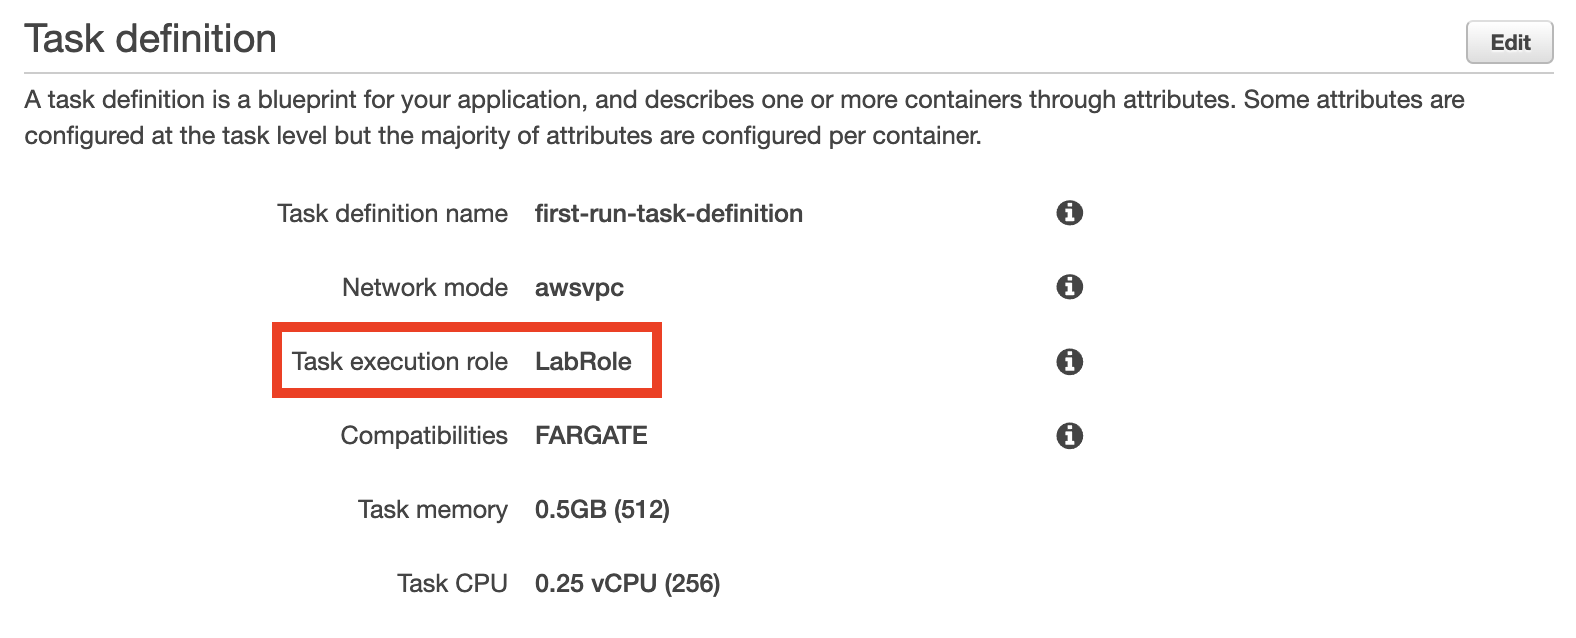 Task definition
Edit
A task definition is a blueprint for your application, and describes one or more containers through attributes. Some attributes are
configured at the task level but the majority of attributes are configured per container.
Task definition name first-run-task-definition
Network mode awsvpc
Task execution role LabRole
Compatibilities FARGATE
Task memory 0.5GB (512)
Task CPU 0.25 vCPU (256)